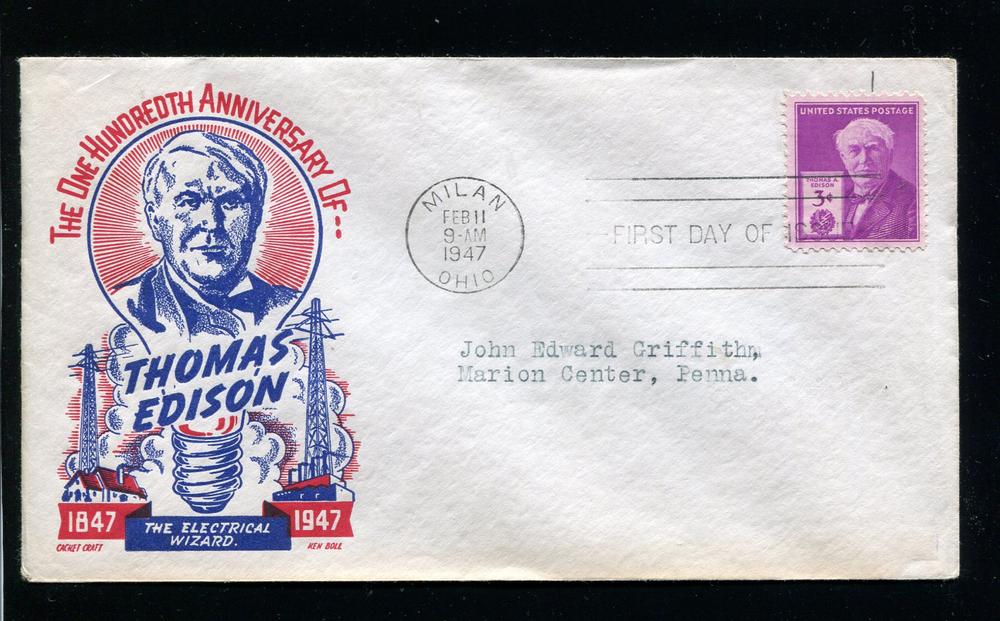 THE ONE HUNDREDTH ANNIVERSARY OF--
THOMAS
EDISON
1847
THE ELECTRICAL
WIZARD.
1947
CACHET CRAFT
KEN BOLL
MILAN
FEB 11
9-AM
1947
OHIO
FIRST DAY OF
UNITED STATES POSTAGE
THOMAS A.
EDISON
3¢
John Edward Griffith,
Marion Center, Penna.